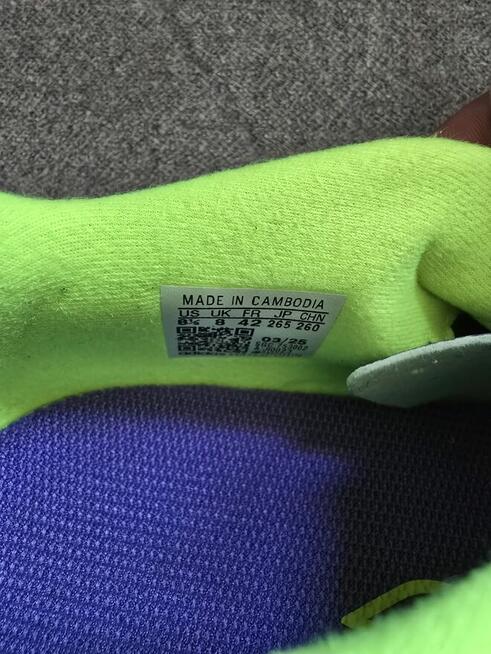 MADE IN CAMBODIA
US UK FR JP CHN
8½ 8 42 265 260
03/25